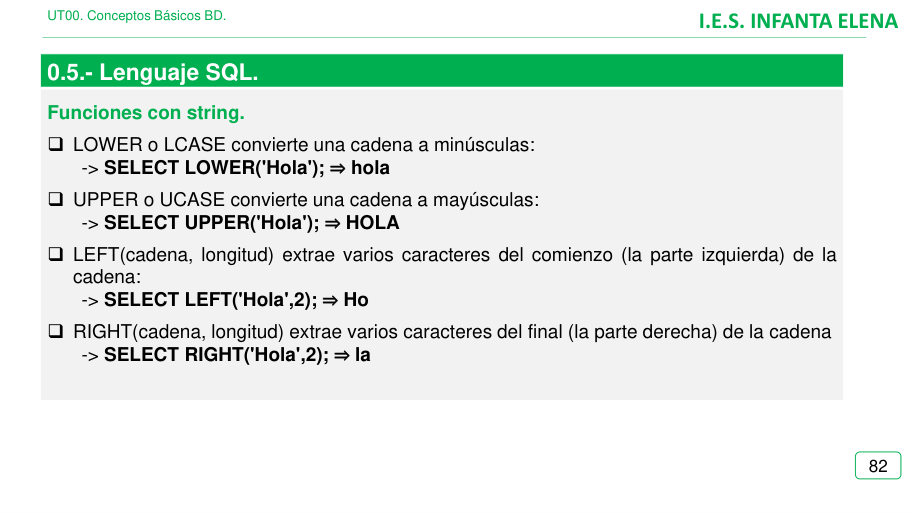 UT00. Conceptos Básicos BD.
I.E.S. INFANTA ELENA
0.5.- Lenguaje SQL.
Funciones con string.
❑ LOWER o LCASE convierte una cadena a minúsculas:
-> SELECT LOWER('Hola'); ⇒ hola
❑ UPPER o UCASE convierte una cadena a mayúsculas:
-> SELECT UPPER('Hola'); ⇒ HOLA
❑ LEFT(cadena, longitud) extrae varios caracteres del comienzo (la parte izquierda) de la
cadena:
-> SELECT LEFT('Hola',2); ⇒ Ho
❑ RIGHT(cadena, longitud) extrae varios caracteres del final (la parte derecha) de la cadena
-> SELECT RIGHT('Hola',2); ⇒ la
82